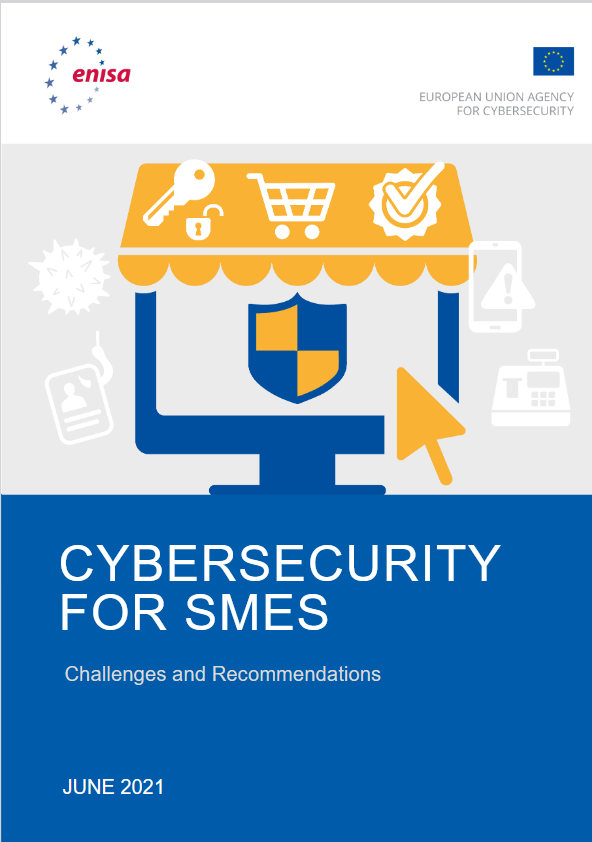 enisa
EUROPEAN UNION AGENCY
FOR CYBERSECURITY
CYBERSECURITY
FOR SMES
Challenges and Recommendations
JUNE 2021